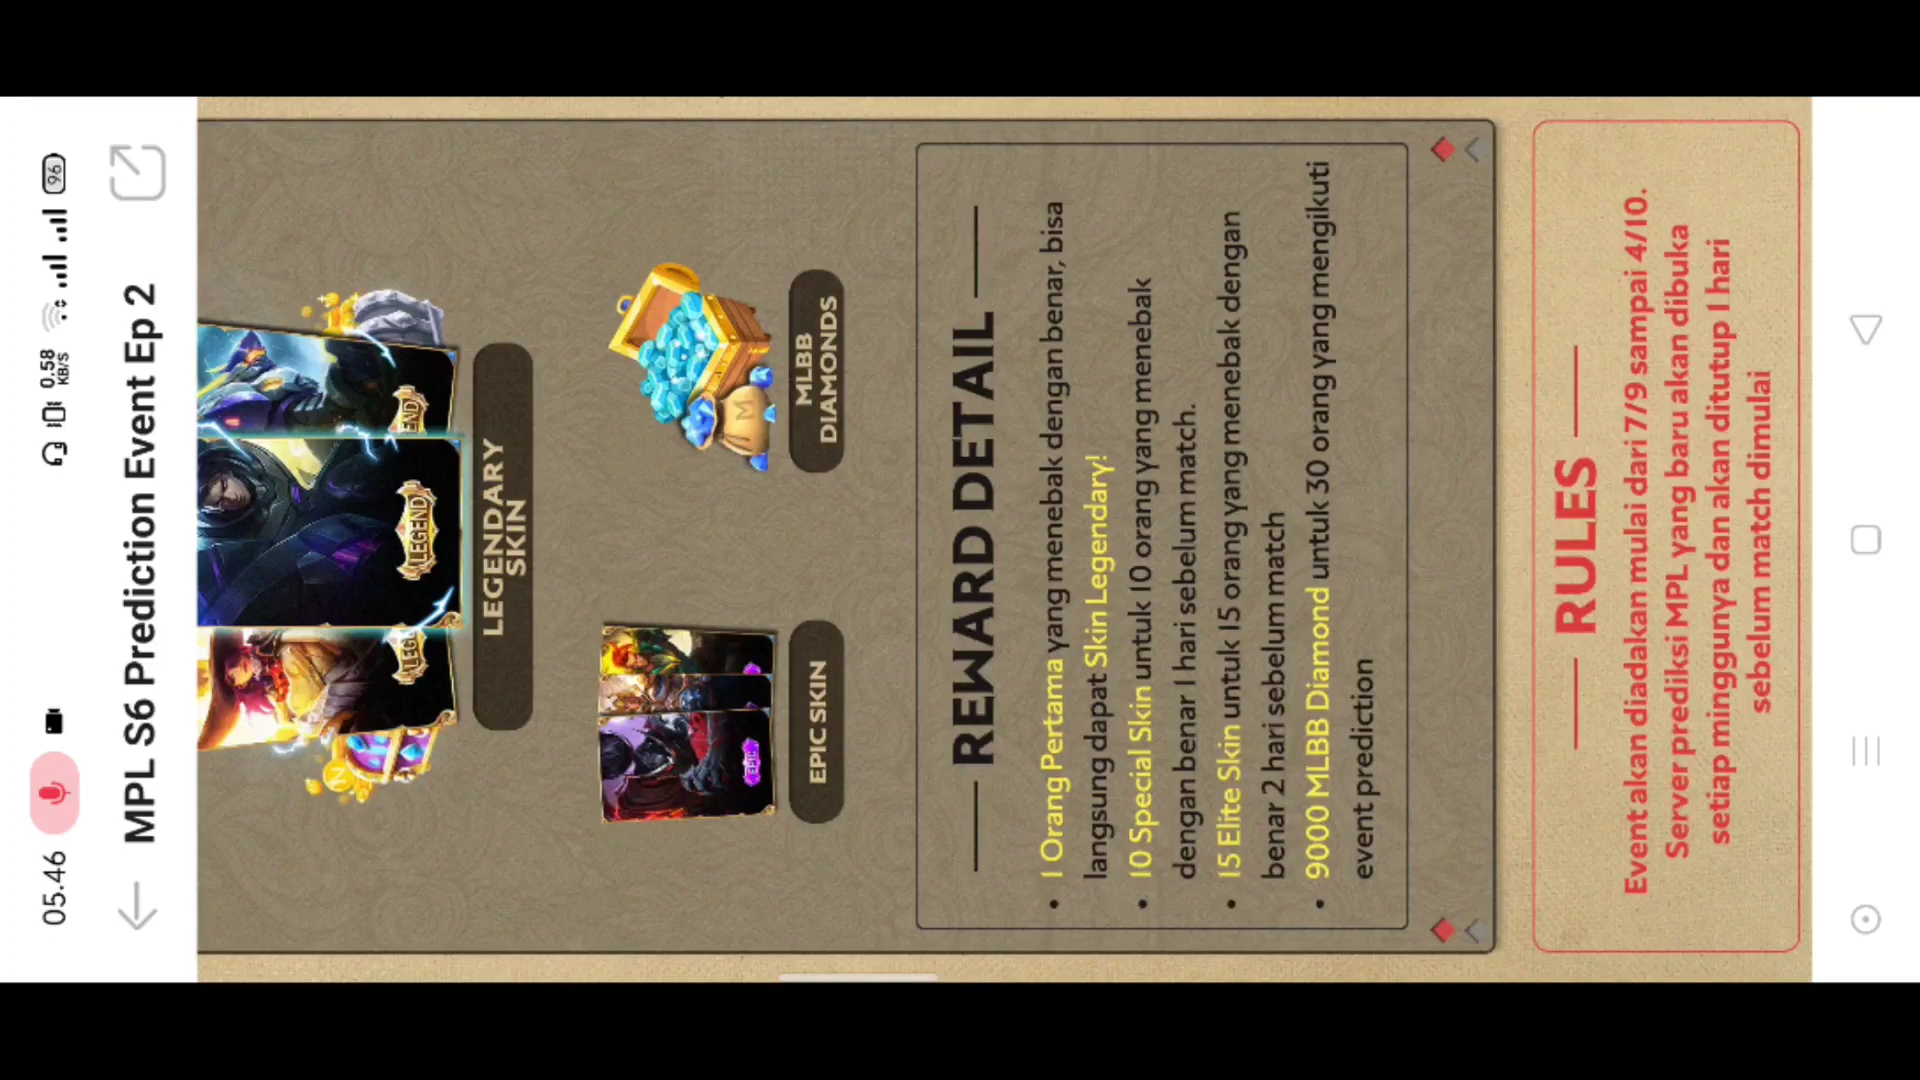 05.46
0.58
KB/S
96
MPL S6 Prediction Event Ep 2
LEGEND
LEGENDARY
SKIN
EPIC
EPIC SKIN
MLBB
DIAMONDS
REWARD DETAIL
• 1 Orang Pertama yang menebak dengan benar, bisa
langsung dapat Skin Legendary!
• 10 Special Skin untuk 10 orang yang menebak
dengan benar 1 hari sebelum match.
• 15 Elite Skin untuk 15 orang yang menebak dengan
benar 2 hari sebelum match
• 9000 MLBB Diamond untuk 30 orang yang mengikuti
event prediction
RULES
Event akan diadakan mulai dari 7/9 sampai 4/10.
Server prediksi MPL yang baru akan dibuka
setiap minggunya dan akan ditutup 1 hari
sebelum match dimulai